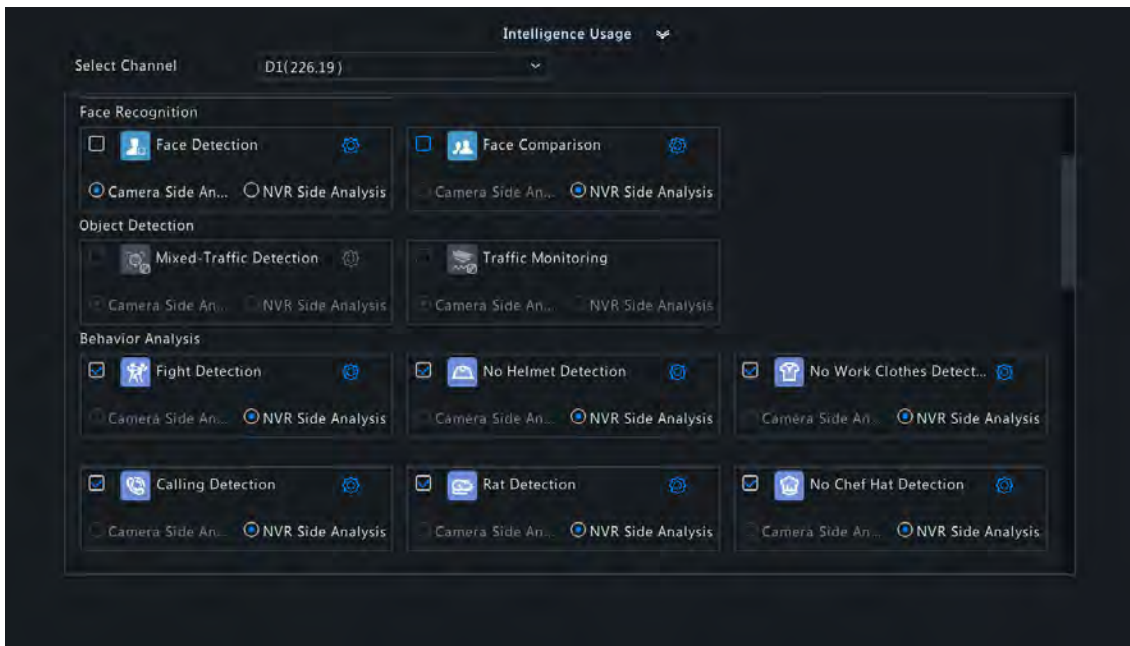 Intelligence Usage
Select Channel D1(226.19)
Face Recognition
Face Detection Face Comparison
Camera Side An... NVR Side Analysis Camera Side An... NVR Side Analysis
Object Detection
Mixed-Traffic Detection Traffic Monitoring
Camera Side An... NVR Side Analysis Camera Side An... NVR Side Analysis
Behavior Analysis
Fight Detection No Helmet Detection No Work Clothes Detect...
Camera Side An... NVR Side Analysis Camera Side An... NVR Side Analysis Camera Side An... NVR Side Analysis
Calling Detection Rat Detection No Chef Hat Detection
Camera Side An... NVR Side Analysis Camera Side An... NVR Side Analysis Camera Side An... NVR Side Analysis